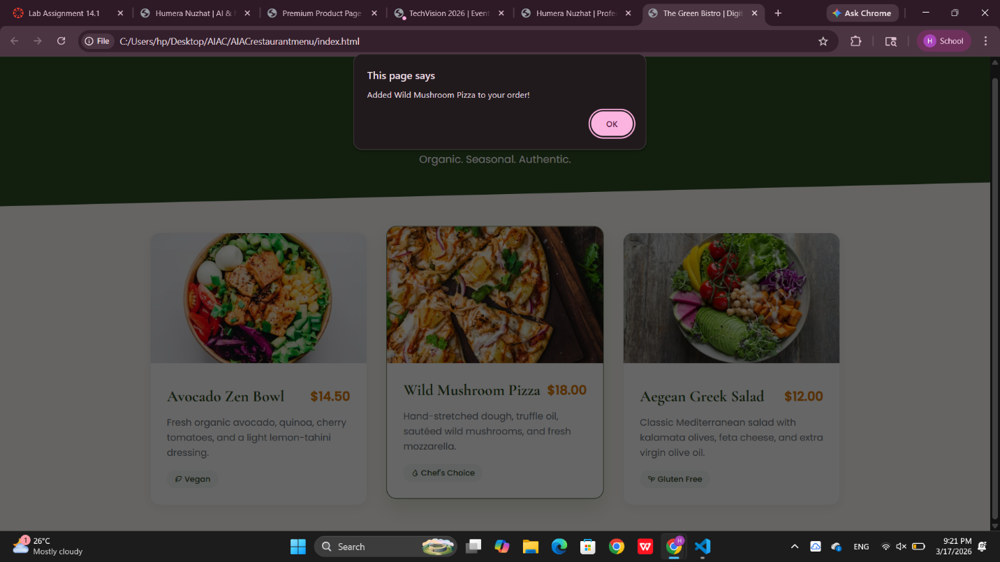 Lab Assignment 14.1
Humera Nuzhat | AI &
Premium Product Page
TechVision 2026 | Event
Humera Nuzhat | Profes
The Green Bistro | Digit
Ask Chrome
File
C:/Users/hp/Desktop/AIAC/AIACrestaurantmenu/index.html
H
School
This page says
Added Wild Mushroom Pizza to your order!
OK
Organic. Seasonal. Authentic.
Avocado Zen Bowl $14.50
Fresh organic avocado, quinoa, cherry
tomatoes, and a light lemon-tahini
dressing.
Vegan
Wild Mushroom Pizza $18.00
Hand-stretched dough, truffle oil,
sautéed wild mushrooms, and fresh
mozzarella.
Chef's Choice
Aegean Greek Salad $12.00
Classic Mediterranean salad with
kalamata olives, feta cheese, and extra
virgin olive oil.
Gluten Free
1
26°C
Mostly cloudy
Search
H
ENG
9:21 PM
3/17/2026